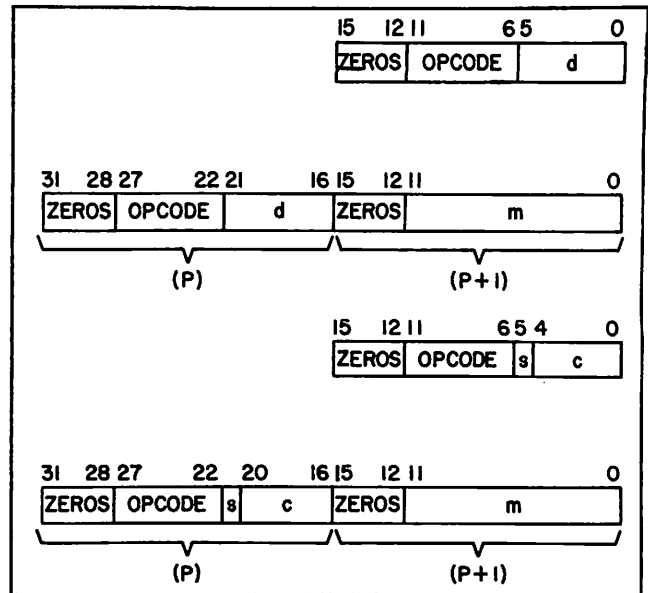 15 12 11 6 5 0
ZEROS OPCODE d
31 28 27 22 21 16 15 12 11 0
ZEROS OPCODE d ZEROS m
(P) (P+1)
15 12 11 6 5 4 0
ZEROS OPCODE s c
31 28 27 22 20 16 15 12 11 0
ZEROS OPCODE s c ZEROS m
(P) (P+1)